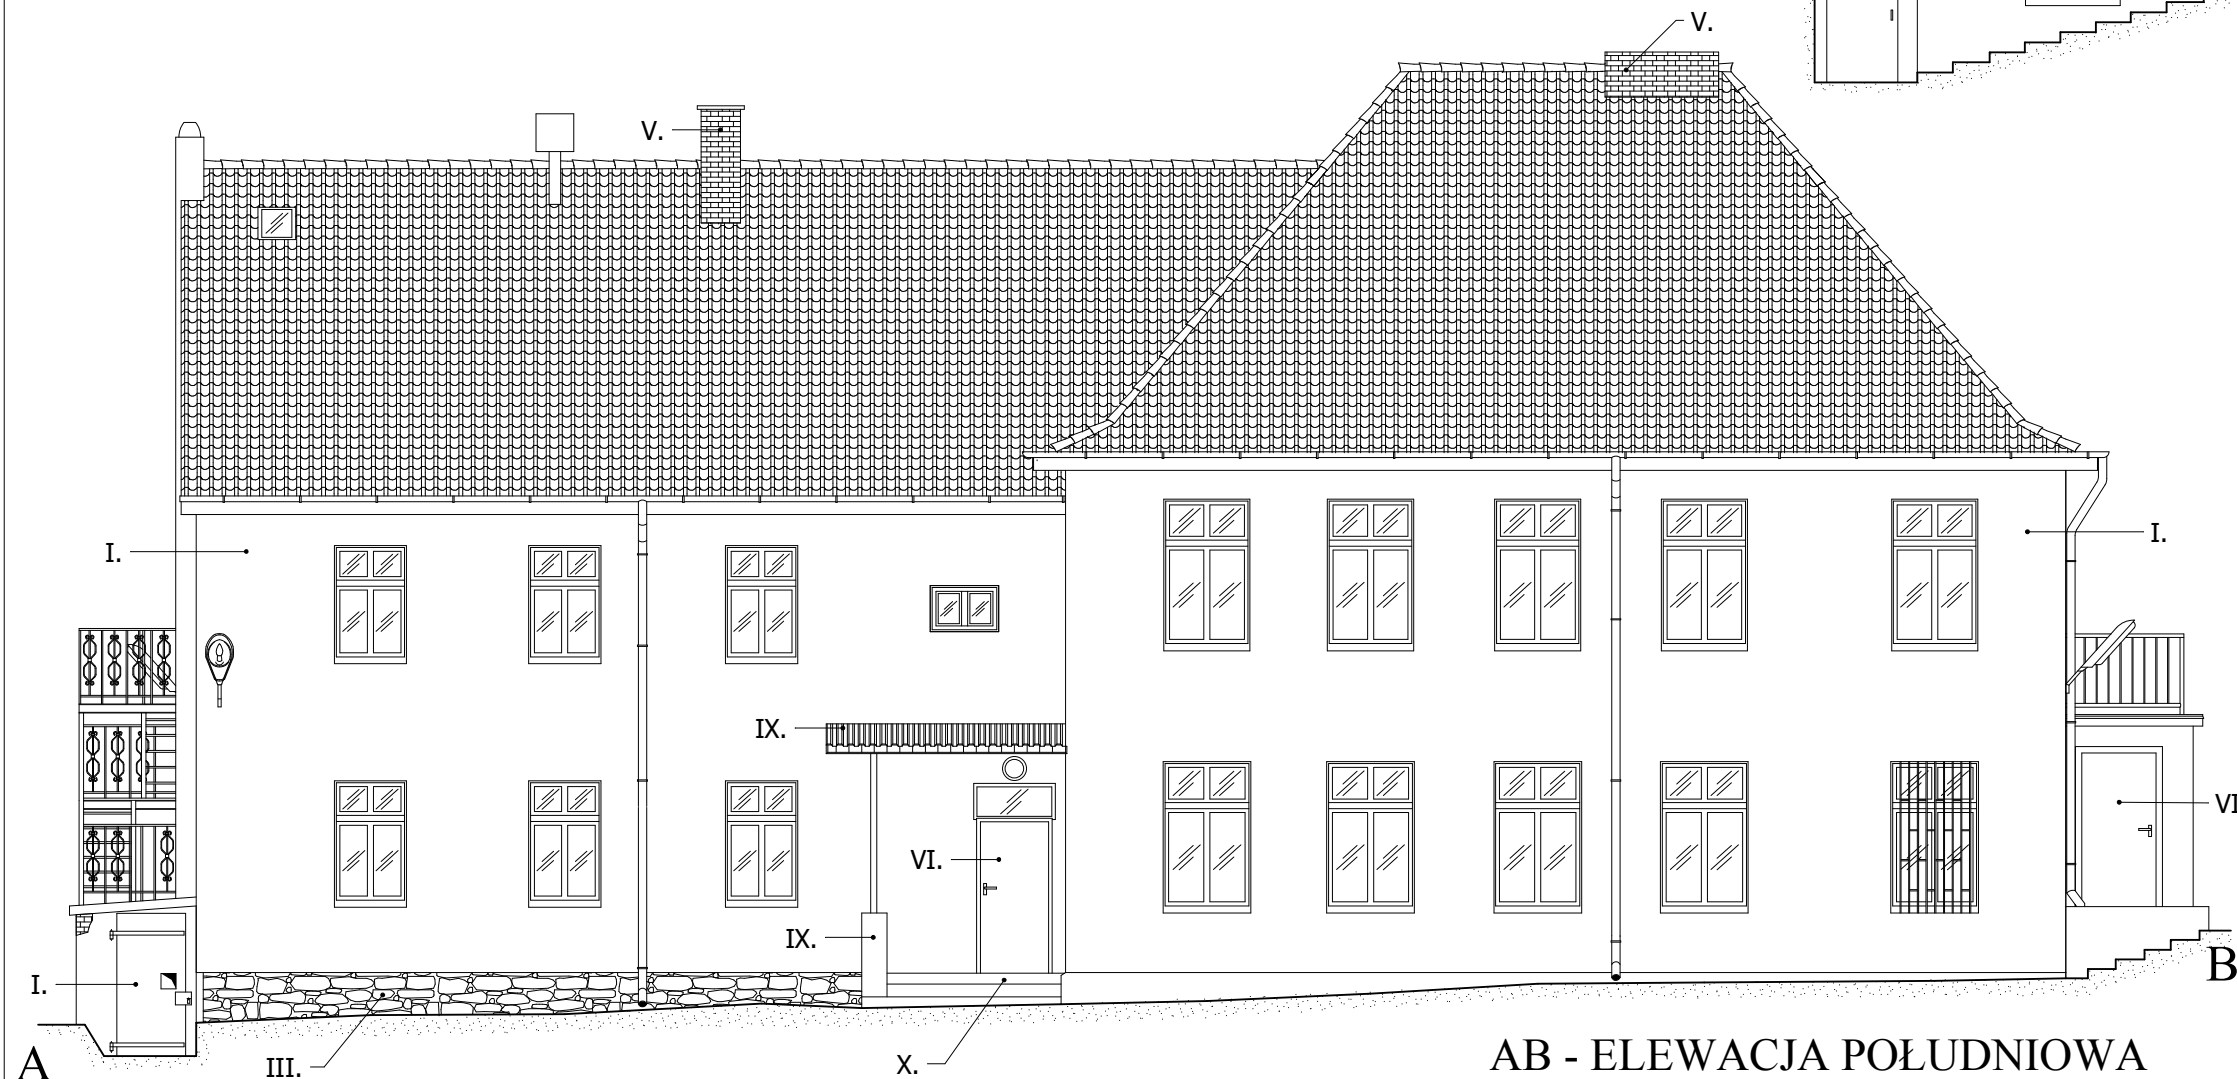 V.
V.
I.
I.
IX.
VI
VI.
IX.
I.
B
X.
III.
A
AB - ELEWACJA POŁUDNIOWA